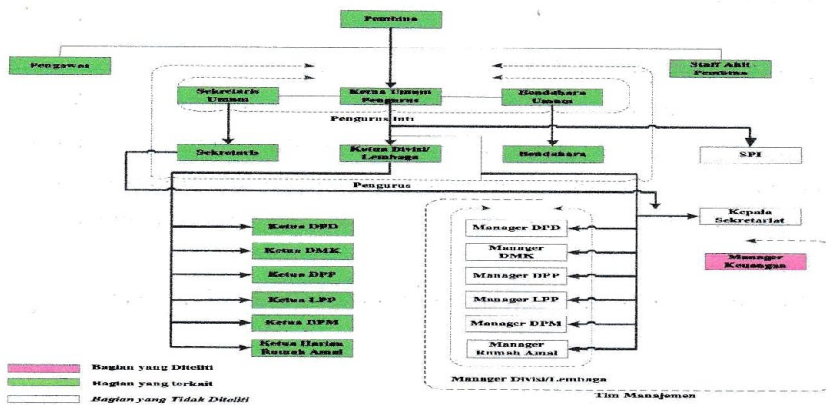 Pembina
Pengawas
Staff Ahli
Pembina
Sekretaris
Umum
Ketua Umum
Pengurus
Bendahara
Umum
Pengurus Inti
Sekretaris
Ketua Divisi/
Lembaga
Bendahara
SPI
Pengurus
Kepala
Sekretariat
Ketua DPD
Manager DPD
Manager
Keuangan
Ketua DMK
Manager
DMK
Ketua DPP
Manager DPP
Ketua LPP
Manager LPP
Ketua DPM
Manager DPM
Ketua Harian
Rumah Amal
Manager
Rumah Amal
Bagian yang Diteliti
Bagian yang terkait
Bagian yang Tidak Diteliti
Manager Divisi/Lembaga
Tim Manajemen